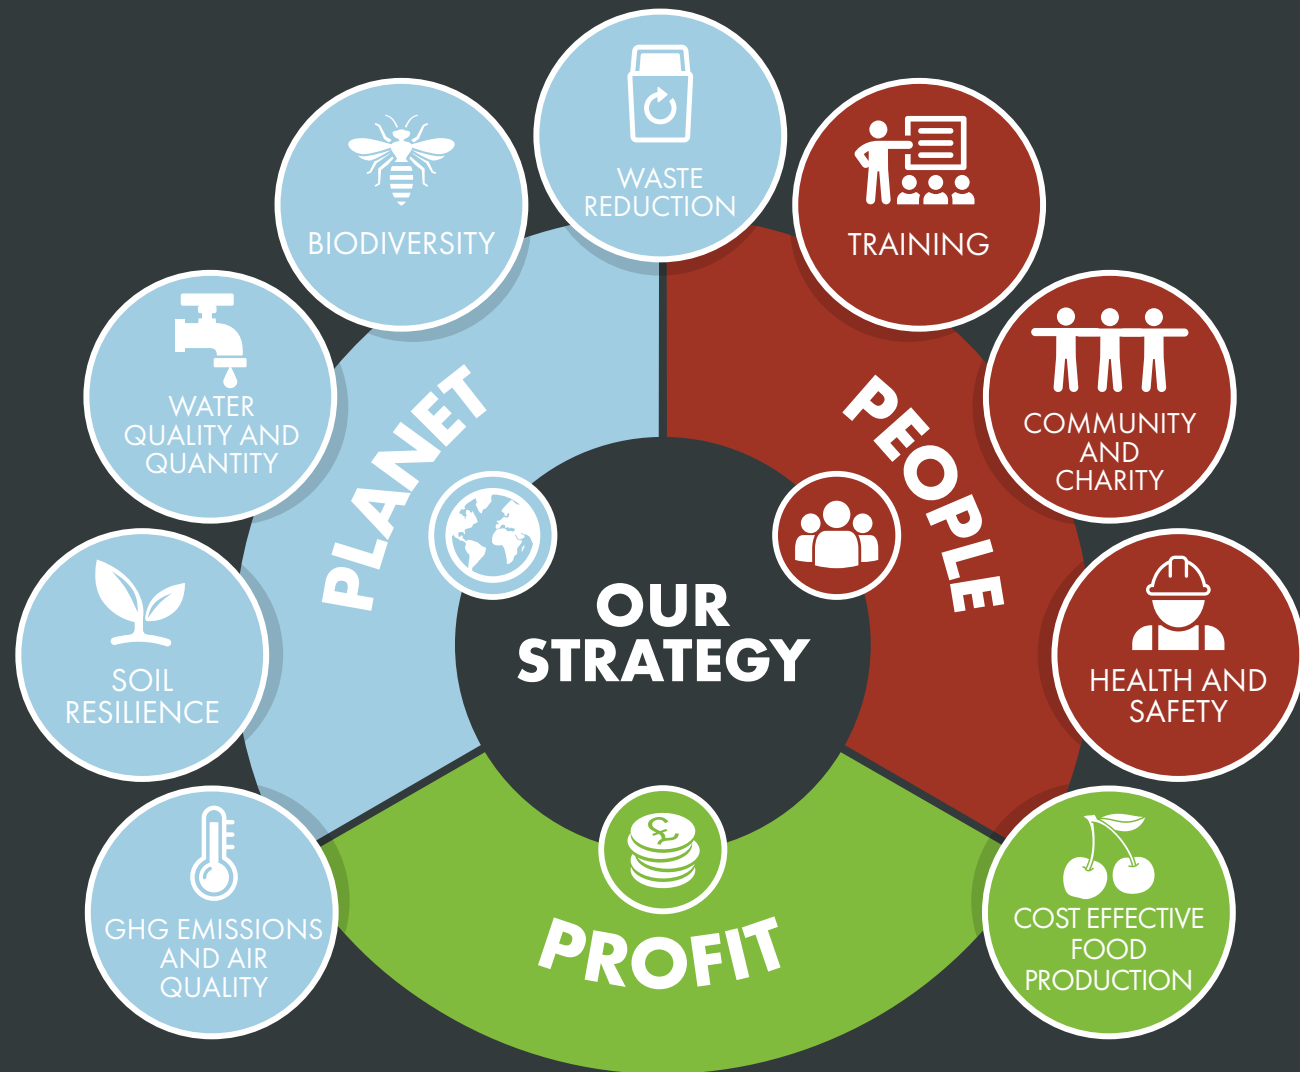 WASTE
REDUCTION
BIODIVERSITY
TRAINING
WATER
QUALITY AND
QUANTITY
COMMUNITY
AND
CHARITY
PLANET
PEOPLE
OUR
STRATEGY
SOIL
RESILIENCE
HEALTH AND
SAFETY
£
GHG EMISSIONS
AND AIR
QUALITY
PROFIT
COST EFFECTIVE
FOOD
PRODUCTION